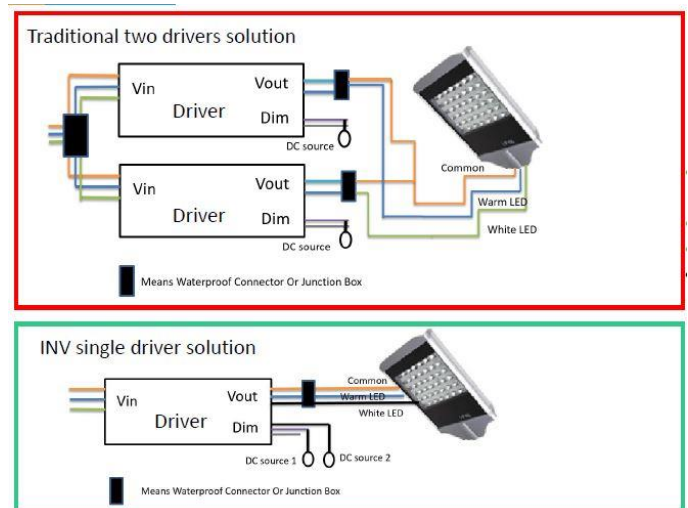 Traditional two drivers solution
Vin
Vout
Driver
Dim
DC source
Common
Vin
Vout
Warm LED
Driver
Dim
White LED
DC source
Means Waterproof Connector Or Junction Box
INV single driver solution
Common
Vin
Vout
Warm LED
White LED
Driver
Dim
DC source 1
DC source 2
Means Waterproof Connector Or Junction Box